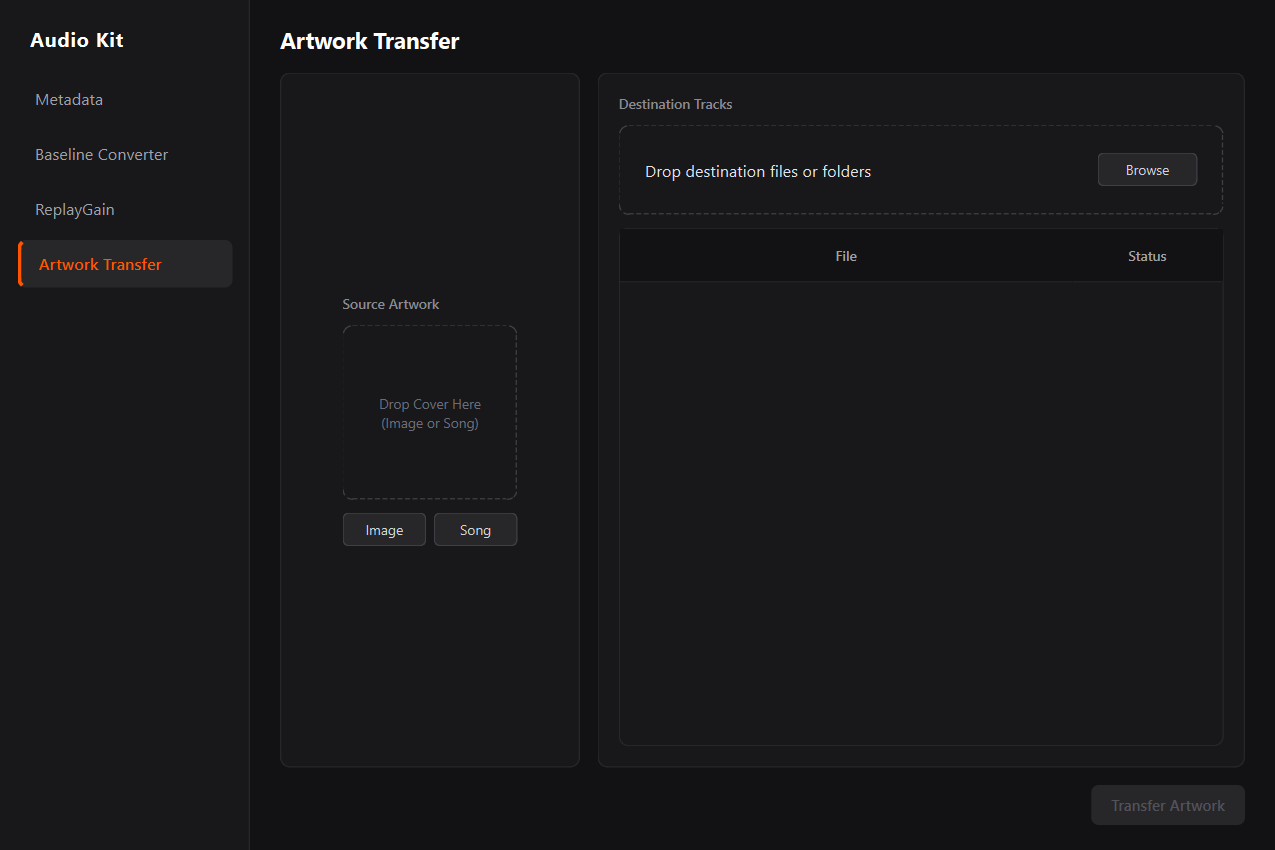 Audio Kit
Metadata
Baseline Converter
ReplayGain
Artwork Transfer
Artwork Transfer
Source Artwork
Drop Cover Here
(Image or Song)
Image
Song
Destination Tracks
Drop destination files or folders
Browse
File
Status
Transfer Artwork